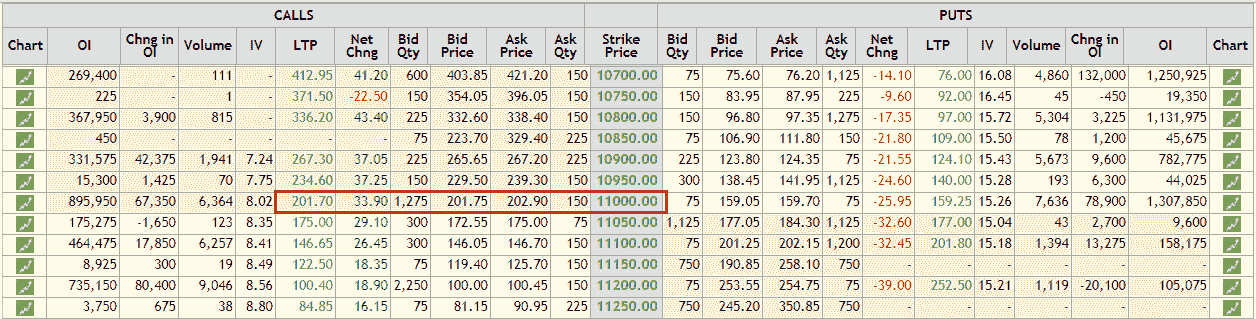 CALLS PUTS
Chart OI Chng in OI Volume IV LTP Net Chng Bid Qty Bid Price Ask Price Ask Qty Strike Price Bid Qty Bid Price Ask Price Ask Qty Net Chng LTP IV Volume Chng in OI OI Chart
269,400 - 111 - 412.95 41.20 600 403.85 421.20 150 10700.00 75 75.60 76.20 1,125 -14.10 76.00 16.08 4,860 132,000 1,250,925
225 - 1 - 371.50 -22.50 150 354.05 396.05 150 10750.00 150 83.95 87.95 225 -9.60 92.00 16.45 45 -450 19,350
367,950 3,900 815 - 336.20 43.40 225 332.60 338.40 150 10800.00 150 96.80 97.35 1,275 -17.35 97.00 15.72 5,304 3,225 1,131,975
450 - - - - - 75 223.70 329.40 225 10850.00 75 106.90 111.80 150 -21.80 109.00 15.50 78 1,200 45,675
331,575 42,375 1,941 7.24 267.30 37.05 225 265.65 267.20 225 10900.00 225 123.80 124.35 75 -21.55 124.10 15.43 5,673 9,600 782,775
15,300 1,425 70 7.75 234.60 37.25 150 229.50 239.30 150 10950.00 300 138.45 141.95 1,125 -24.60 140.00 15.28 193 6,300 44,025
895,950 67,350 6,364 8.02 201.70 33.90 1,275 201.75 202.90 150 11000.00 75 159.05 159.70 75 -25.95 159.25 15.26 7,636 78,900 1,307,850
175,275 -1,650 123 8.35 175.00 29.10 300 172.55 175.00 75 11050.00 1,125 177.05 184.30 1,125 -32.60 177.00 15.04 43 2,700 9,600
464,475 17,850 6,257 8.41 146.65 26.45 300 146.05 146.70 150 11100.00 75 201.25 202.15 1,200 -32.45 201.80 15.18 1,394 13,275 158,175
8,925 300 19 8.49 122.50 18.35 75 119.40 125.70 150 11150.00 750 190.85 258.10 750 - - - - - -
735,150 80,400 9,046 8.56 100.40 18.90 2,250 100.00 100.45 150 11200.00 75 253.55 254.75 75 -39.00 252.50 15.21 1,119 -20,100 105,075
3,750 675 38 8.80 84.85 16.15 75 81.15 90.95 225 11250.00 750 245.20 350.85 750 - - - - - -